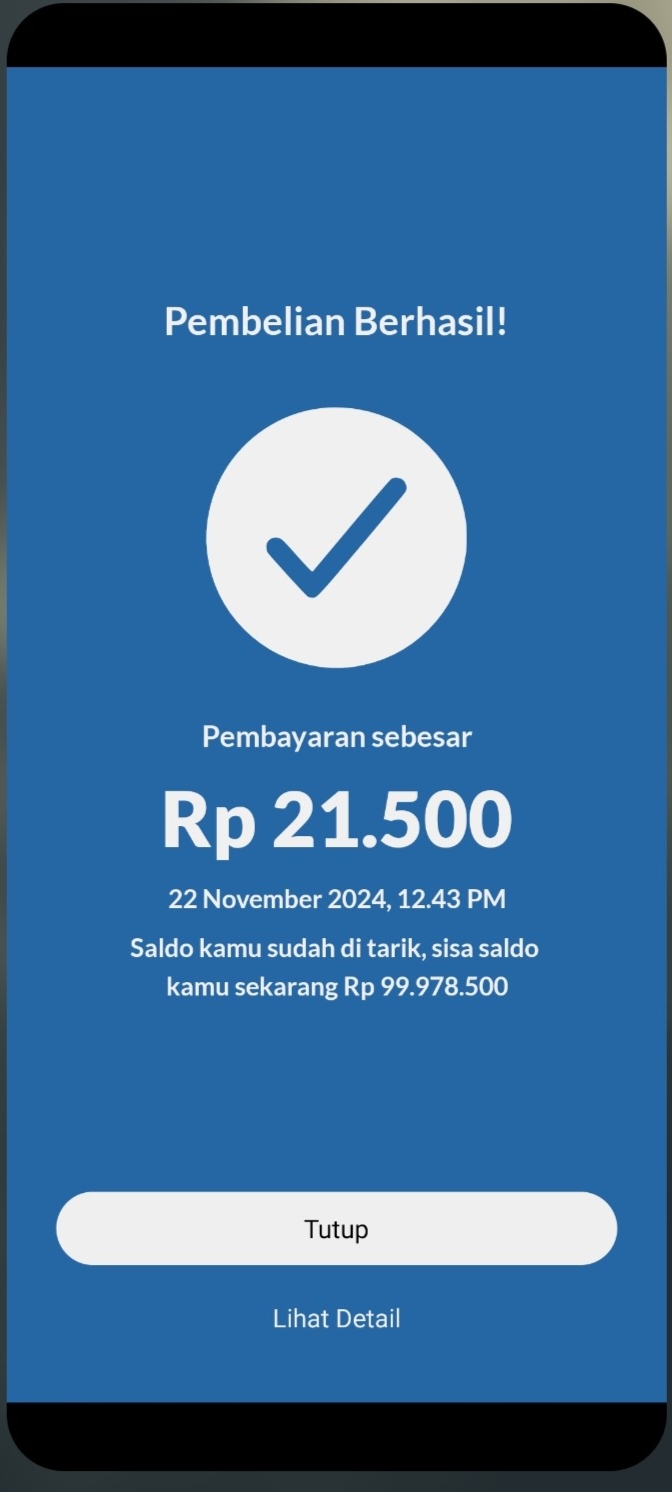 Pembelian Berhasil!
Pembayaran sebesar
Rp 21.500
22 November 2024, 12.43 PM
Saldo kamu sudah di tarik, sisa saldo
kamu sekarang Rp 99.978.500
Tutup
Lihat Detail